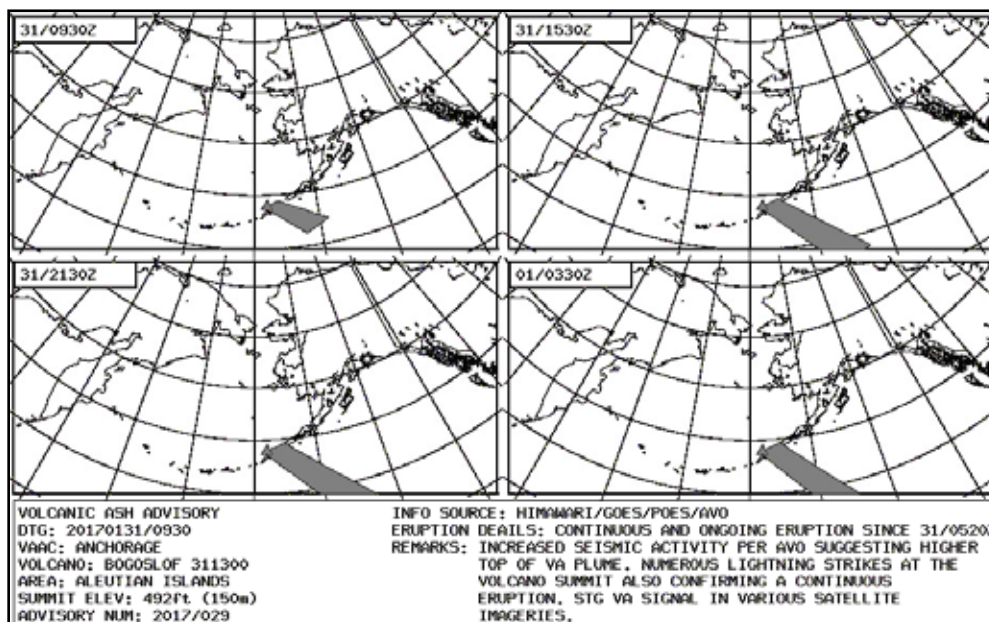 31/0930Z
31/1530Z
31/2130Z
01/0330Z
VOLCANIC ASH ADVISORY
DTG: 20170131/0930
VAAC: ANCHORAGE
VOLCANO: BOGOSLOF 311300
AREA: ALEUTIAN ISLANDS
SUMMIT ELEV: 492ft (150m)
ADVISORY NUM: 2017/029
INFO SOURCE: HIMAWARI/GOES/POES/AVO
ERUPTION DEAILS: CONTINUOUS AND ONGOING ERUPTION SINCE 31/0520Z
REMARKS: INCREASED SEISMIC ACTIVITY PER AVO SUGGESTING HIGHER
TOP OF VA PLUME. NUMEROUS LIGHTNING STRIKES AT THE
VOLCANO SUMMIT ALSO CONFIRMING A CONTINUOUS
ERUPTION. STG VA SIGNAL IN VARIOUS SATELLITE
IMAGERIES.